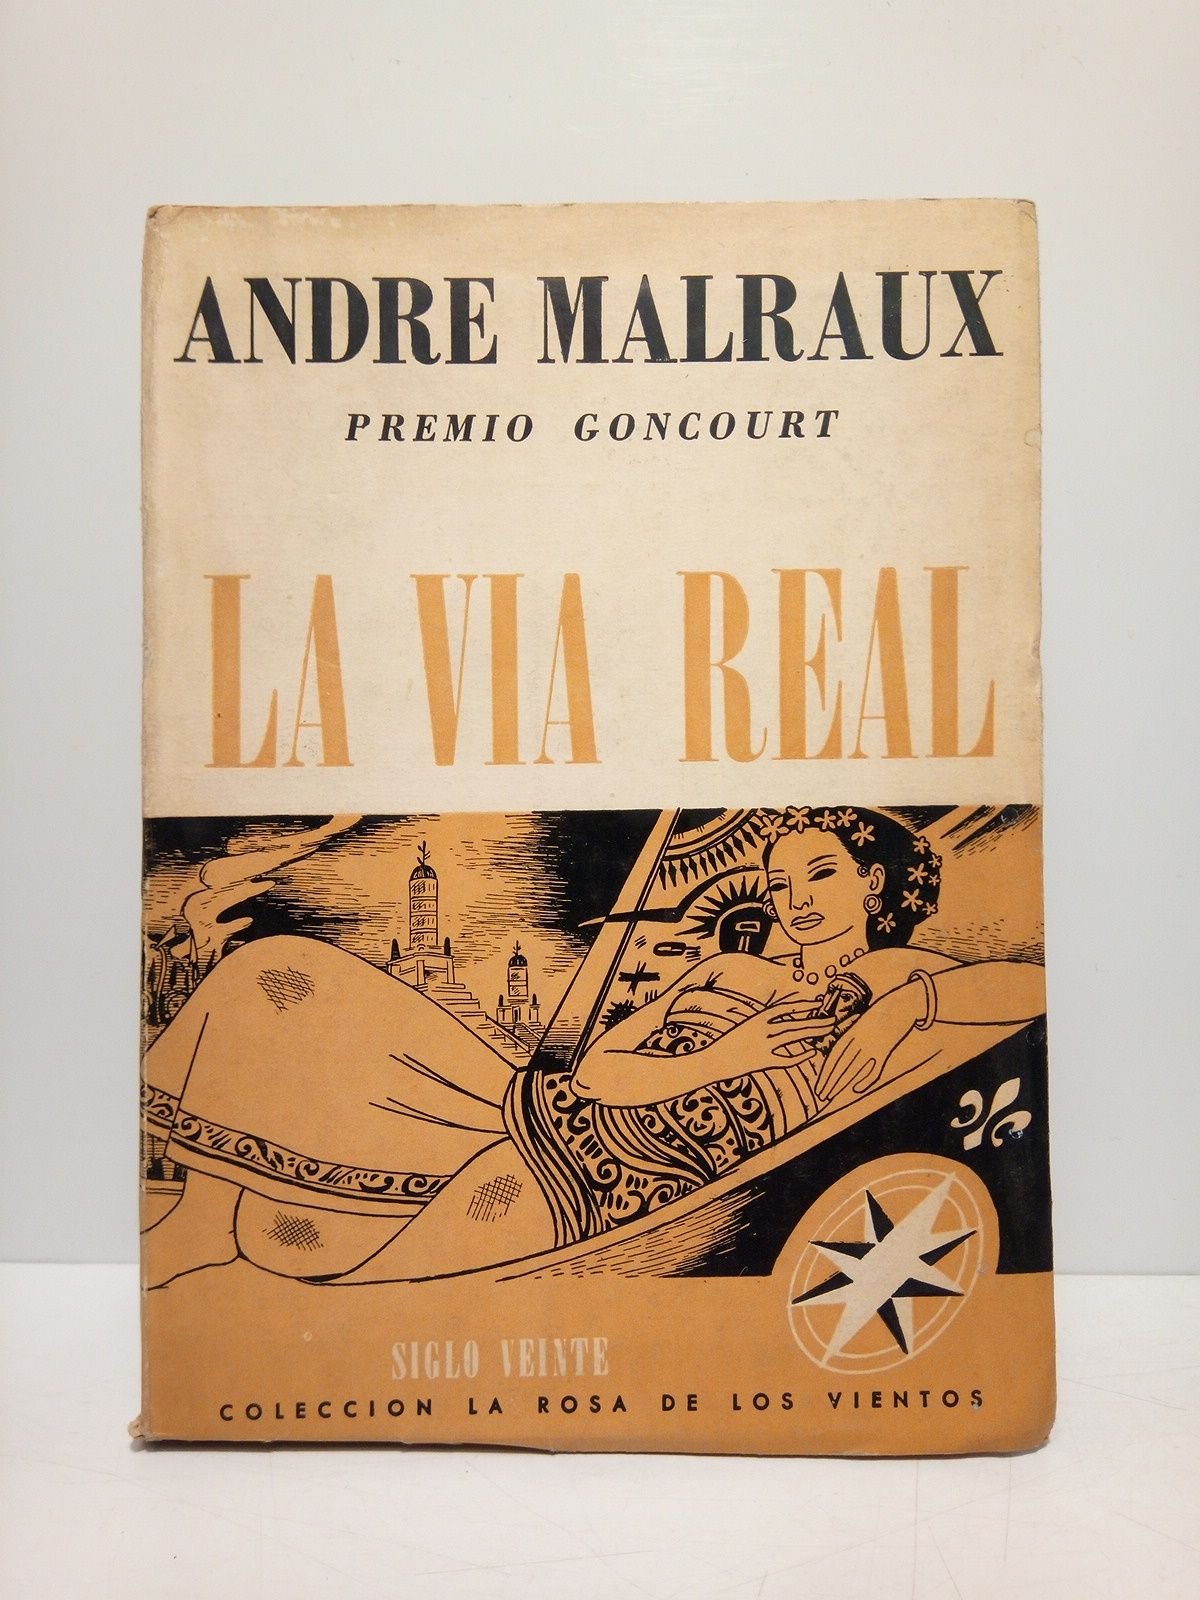 ANDRE MALRAUX
PREMIO GONCOURT
LA VIA REAL
SIGLO VEINTE
COLECCION LA ROSA DE LOS VIENTOS